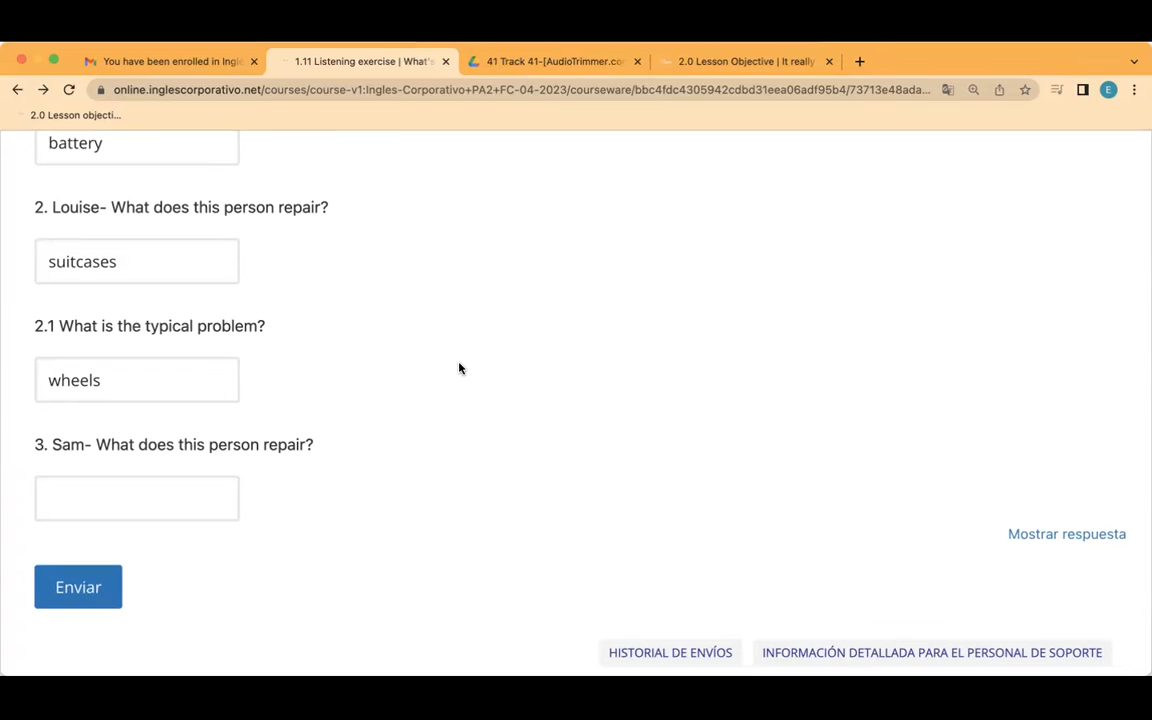 You have been enrolled in Ingl
1.11 Listening exercise | What's
41 Track 41-[AudioTrimmer.co
2.0 Lesson Objective | It really
online.inglescorporativo.net/courses/course-v1:Ingles-Corporativo+PA2+FC-04-2023/courseware/bbc4fdc4305942cdbd31eea06adf95b4/73713e48ada...
E
2.0 Lesson objecti...
battery
2. Louise- What does this person repair?
suitcases
2.1 What is the typical problem?
wheels
3. Sam- What does this person repair?
Mostrar respuesta
Enviar
HISTORIAL DE ENVÍOS
INFORMACIÓN DETALLADA PARA EL PERSONAL DE SOPORTE